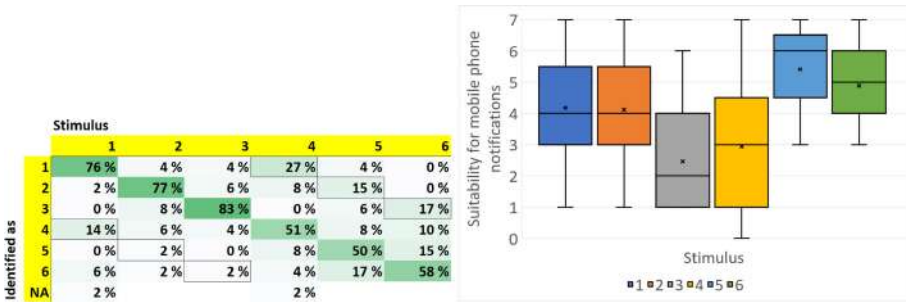 Stimulus
1 2 3 4 5 6
Identified as
1 76 % 4 % 4 % 27 % 4 % 0 %
2 2 % 77 % 6 % 8 % 15 % 0 %
3 0 % 8 % 83 % 0 % 6 % 17 %
4 14 % 6 % 4 % 51 % 8 % 10 %
5 0 % 2 % 0 % 8 % 50 % 15 %
6 6 % 2 % 2 % 4 % 17 % 58 %
NA 2 % 2 %
Suitability for mobile phone
notifications
7
6
5
4
3
2
1
0
Stimulus
1 2 3 4 5 6